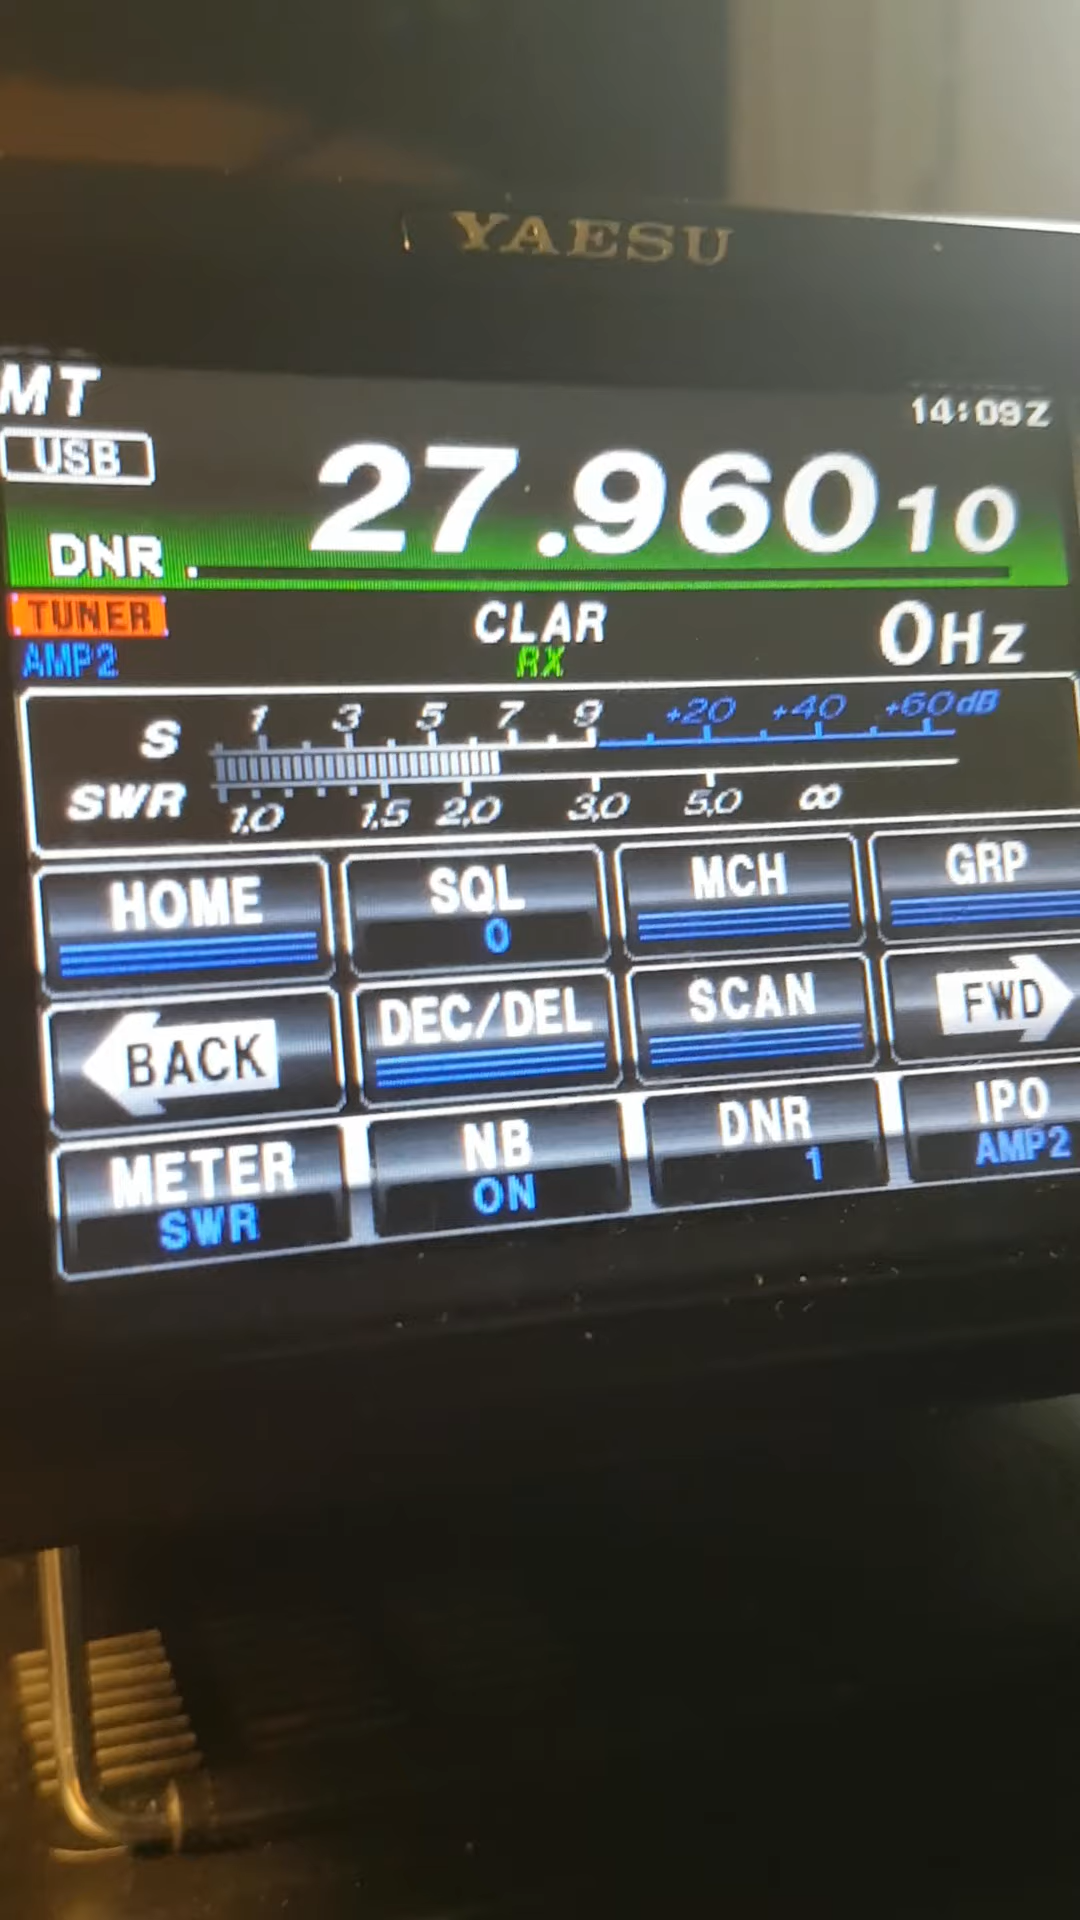 YAESU
MT
14:09Z
USB
27.960 10
DNR
TUNER
CLAR
0Hz
AMP2
RX
S 1 3 5 7 9 +20 +40 +60dB
SWR 1,0 1,5 2,0 3,0 5,0 ∞
HOME SQL MCH GRP
0
BACK DEC/DEL SCAN FWD
METER NB DNR IPO
SWR ON 1 AMP2